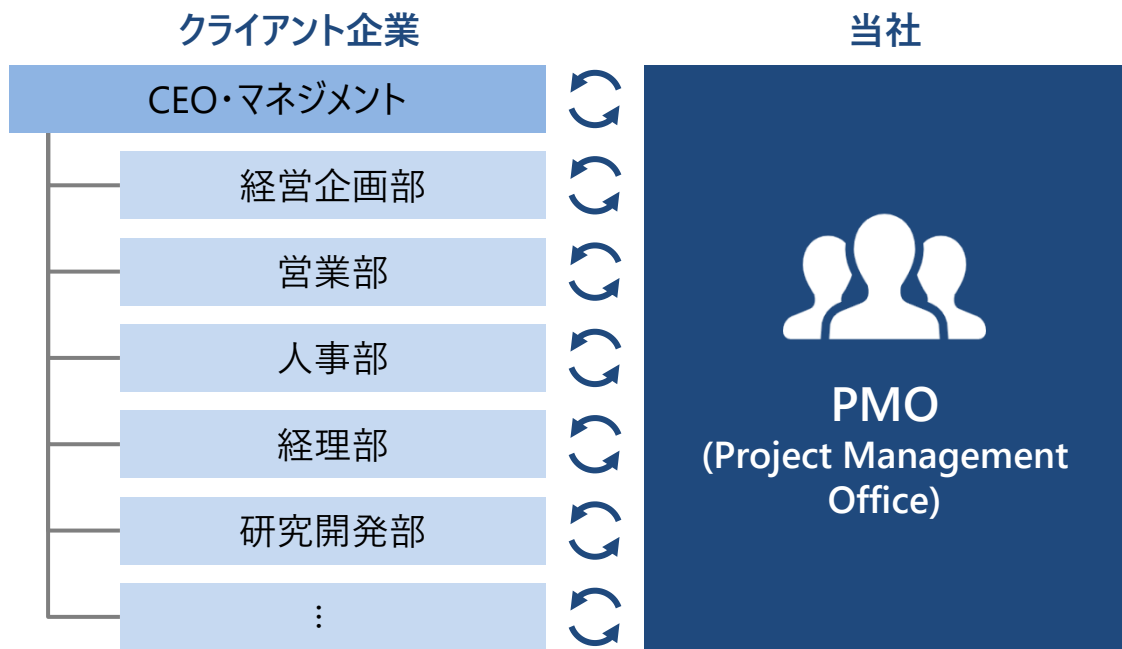 クライアント企業
当社
CEO・マネジメント
経営企画部
営業部
人事部
経理部
研究開発部
⋮
PMO
(Project Management
Office)